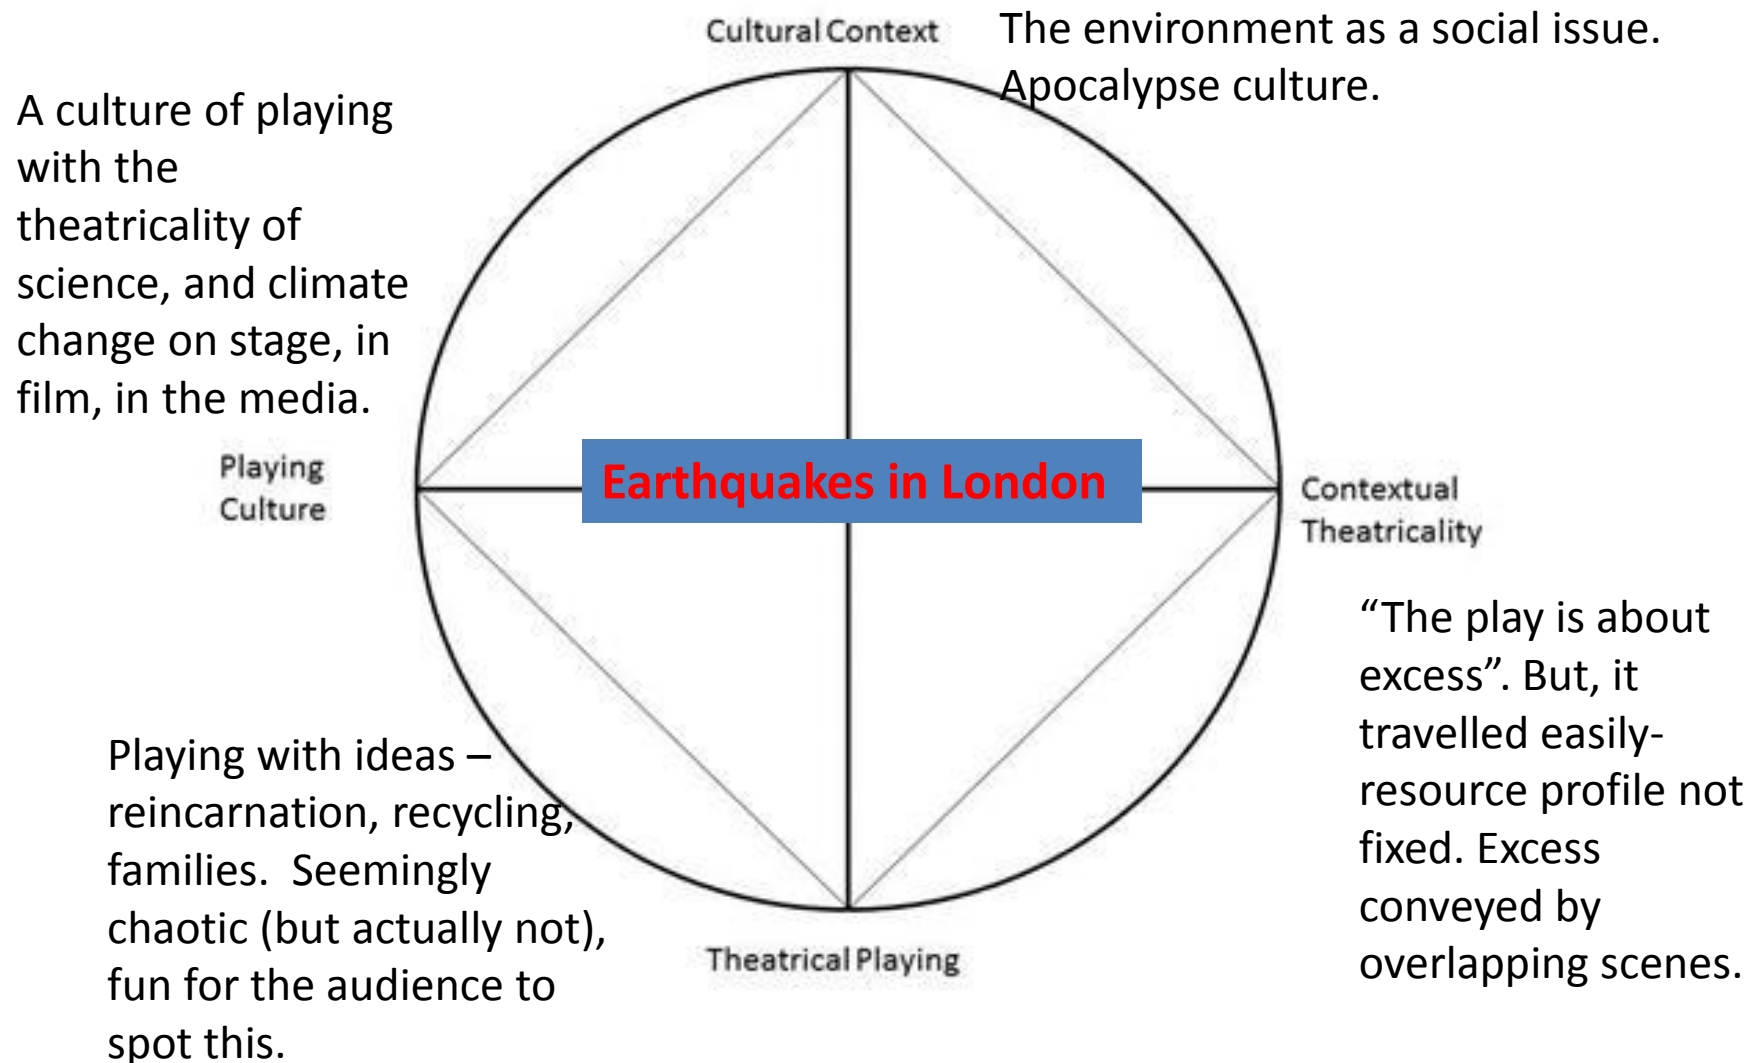 Cultural Context
The environment as a social issue.
Apocalypse culture.
A culture of playing
with the
theatricality of
science, and climate
change on stage, in
film, in the media.
Playing
Culture
Earthquakes in London
Contextual
Theatricality
“The play is about
excess”. But, it
travelled easily-
resource profile not
fixed. Excess
conveyed by
overlapping scenes.
Playing with ideas –
reincarnation, recycling,
families.  Seemingly
chaotic (but actually not),
fun for the audience to
spot this.
Theatrical Playing